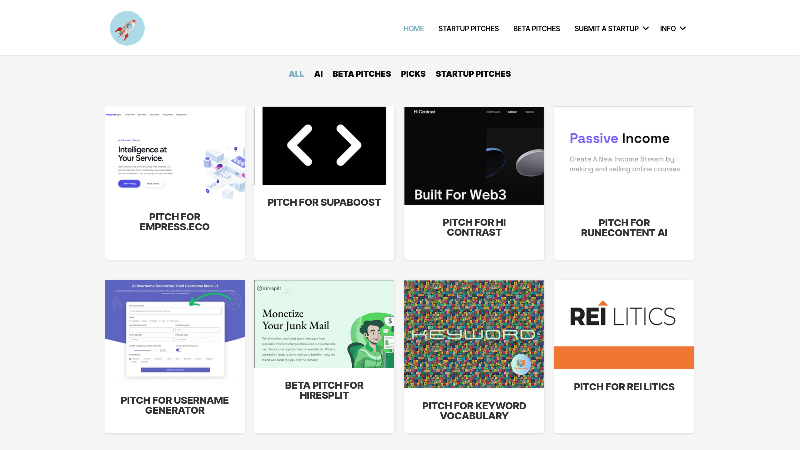 HOME STARTUP PITCHES BETA PITCHES SUBMIT A STARTUP INFO
ALL AI BETA PITCHES PICKS STARTUP PITCHES
Intelligence at
Your Service.
PITCH FOR
EMPRESS.ECO
PITCH FOR SUPABOOST
Hi Contrast
Built For Web3
PITCH FOR HI
CONTRAST
Passive Income
Create A New Income Stream by
making and selling online courses
PITCH FOR
RUNECONTENT AI
PITCH FOR USERNAME
GENERATOR
Hiresplit
Monetize
Your Junk Mail
BETA PITCH FOR
HIRESPLIT
KEYWORD
PITCH FOR KEYWORD
VOCABULARY
REI LITICS
PITCH FOR REI LITICS